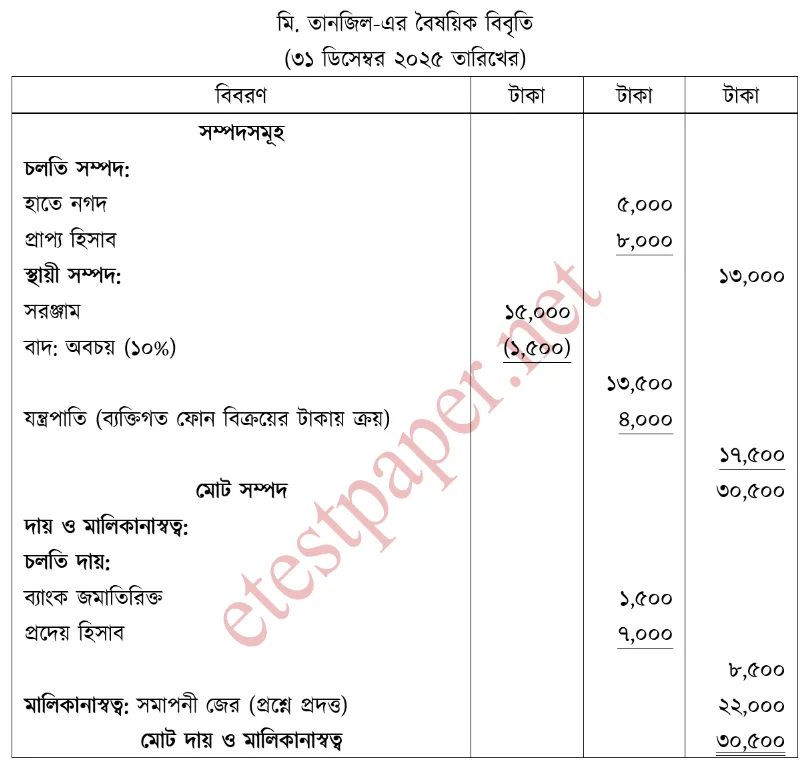 মি. তানজিল-এর বৈষয়িক বিবৃতি
(৩১ ডিসেম্বর ২০২৫ তারিখের)
বিবরণ টাকা টাকা টাকা
সম্পদসমূহ
চলতি সম্পদ:
হাতে নগদ ৫,০০০
প্রাপ্য হিসাব ৮,০০০
স্থায়ী সম্পদ: ১৩,০০০
সরঞ্জাম ১৫,০০০
বাদ: অবচয় (১০%) (১,৫০০)
১৩,৫০০
যন্ত্রপাতি (ব্যক্তিগত ফোন বিক্রয়ের টাকায় ক্রয়) ৪,০০০
১৭,৫০০
মোট সম্পদ ৩০,৫০০
দায় ও মালিকানাস্বত্ব:
চলতি দায়:
ব্যাংক জমাতিরিক্ত ১,৫০০
প্রদেয় হিসাব ৭,০০০
৮,৫০০
মালিকানাস্বত্ব: সমাপনী জের (প্রশ্নে প্রদত্ত) ২২,০০০
মোট দায় ও মালিকানাস্বত্ব ৩০,৫০০
etestpaper.net